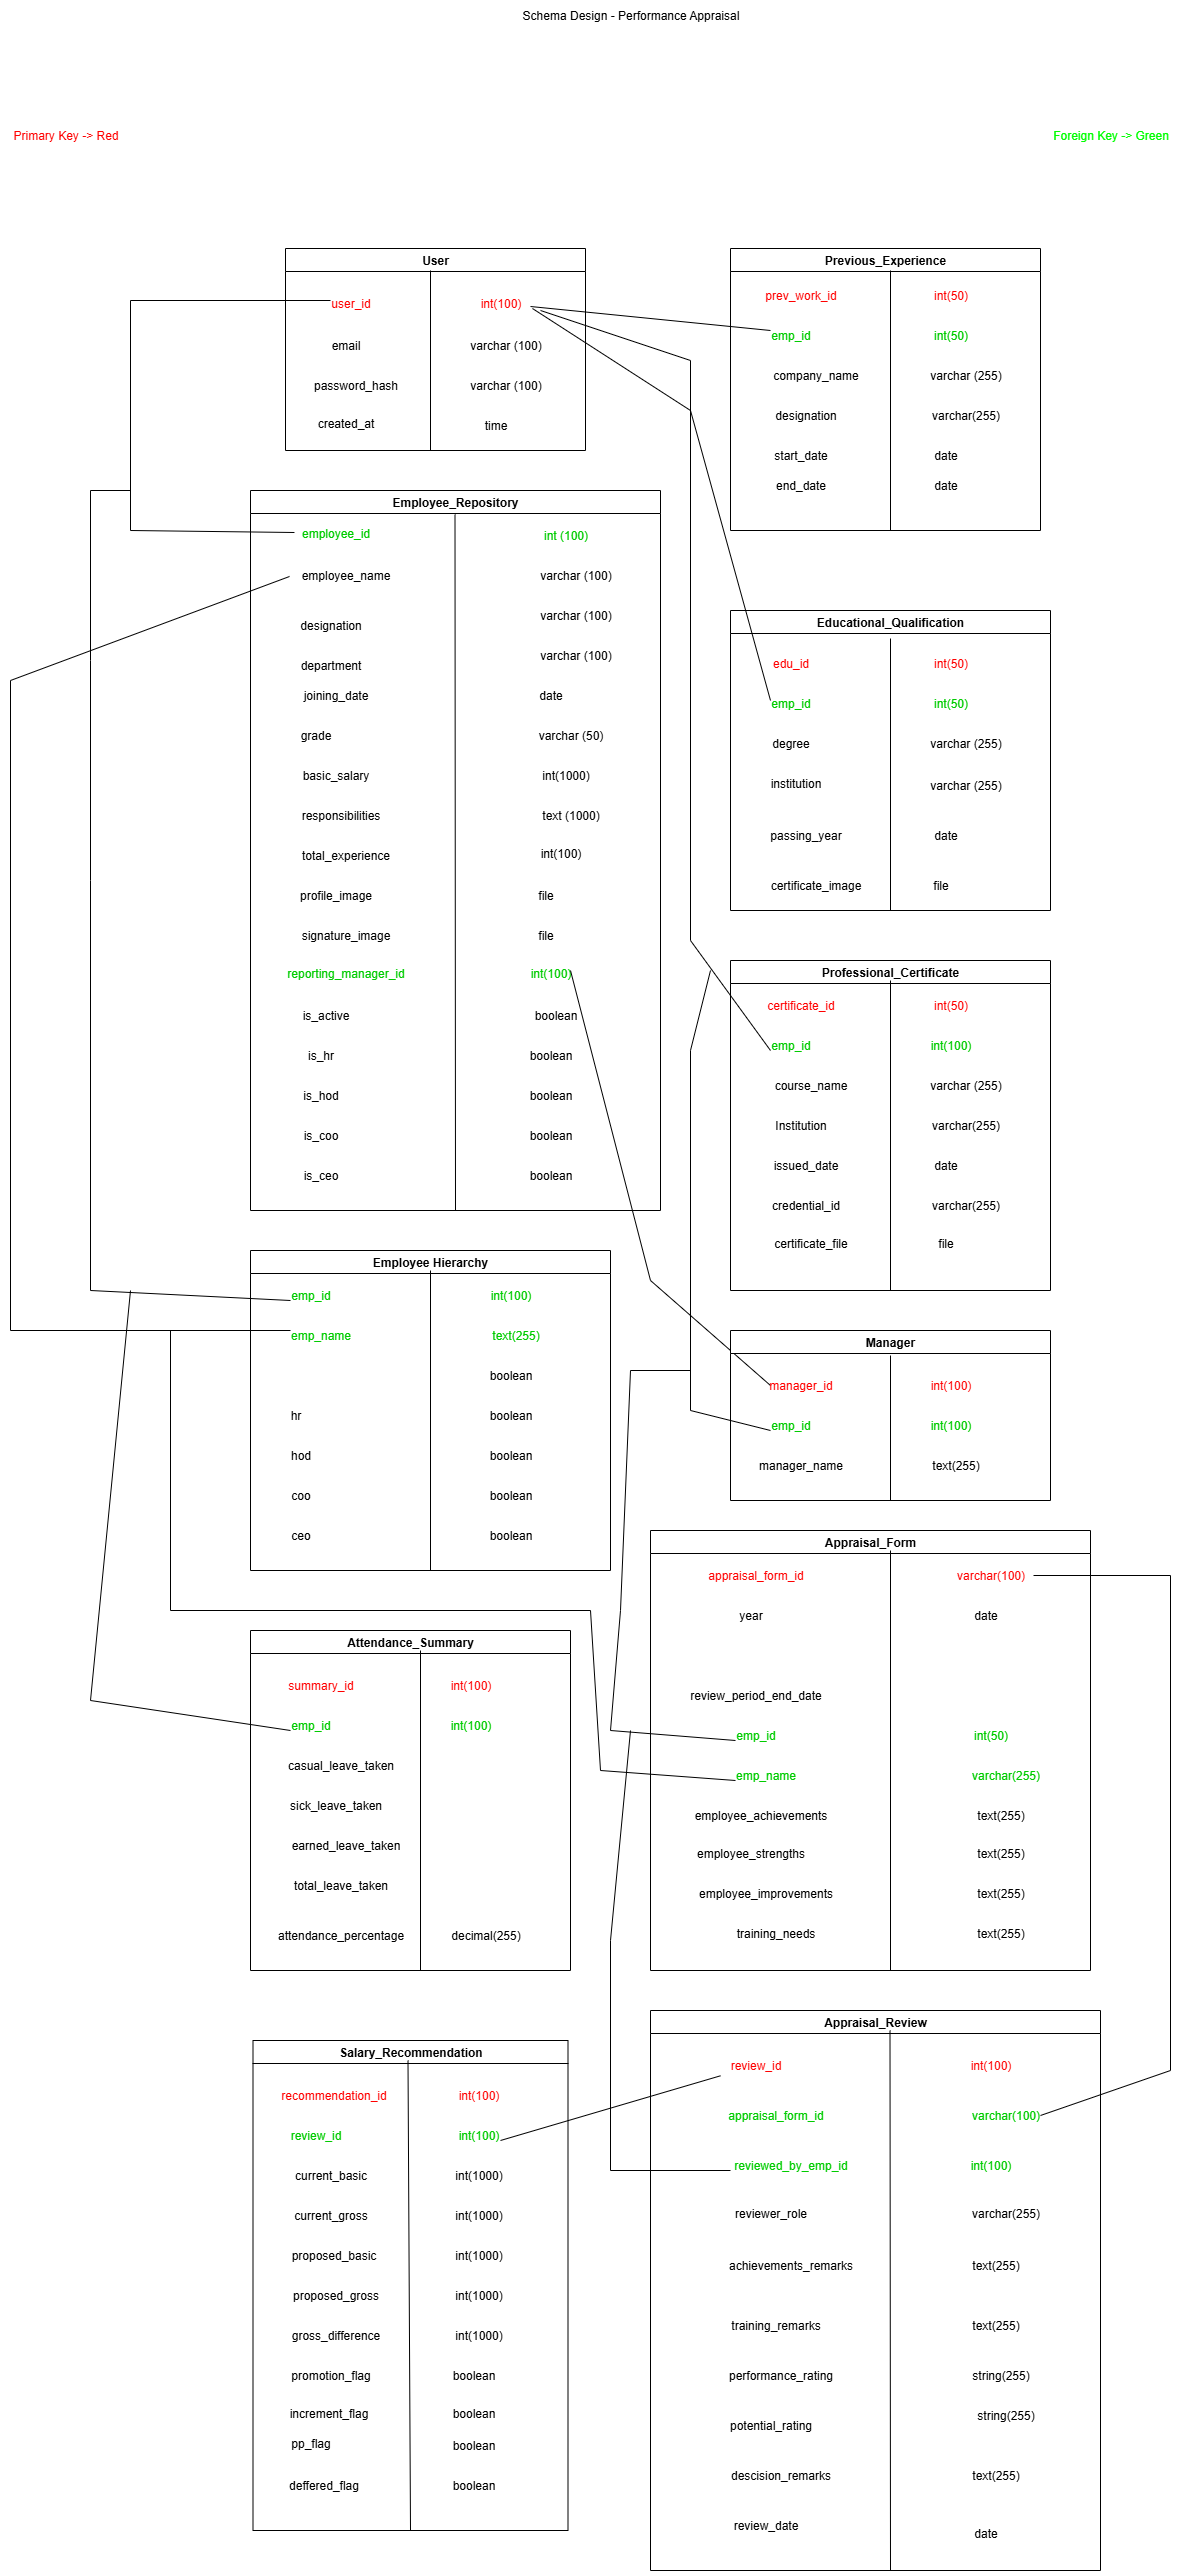 Schema Design - Performance Appraisal
Primary Key -> Red
Foreign Key -> Green
User
user_id int(100)
email varchar (100)
password_hash varchar (100)
created_at time
Previous_Experience
prev_work_id int(50)
emp_id int(50)
company_name varchar (255)
designation varchar(255)
start_date date
end_date date
Employee_Repository
employee_id int (100)
employee_name varchar (100)
designation varchar (100)
department varchar (100)
joining_date date
grade varchar (50)
basic_salary int(1000)
responsibilities text (1000)
total_experience int(100)
profile_image file
signature_image file
reporting_manager_id int(100)
is_active boolean
is_hr boolean
is_hod boolean
is_coo boolean
is_ceo boolean
Educational_Qualification
edu_id int(50)
emp_id int(50)
degree varchar (255)
institution varchar (255)
passing_year date
certificate_image file
Professional_Certificate
certificate_id int(50)
emp_id int(100)
course_name varchar (255)
Institution varchar(255)
issued_date date
credential_id varchar(255)
certificate_file file
Employee Hierarchy
emp_id int(100)
emp_name text(255)
boolean
hr boolean
hod boolean
coo boolean
ceo boolean
Manager
manager_id int(100)
emp_id int(100)
manager_name text(255)
Appraisal_Form
appraisal_form_id varchar(100)
year date
review_period_end_date
emp_id int(50)
emp_name varchar(255)
employee_achievements text(255)
employee_strengths text(255)
employee_improvements text(255)
training_needs text(255)
Attendance_Summary
summary_id int(100)
emp_id int(100)
casual_leave_taken
sick_leave_taken
earned_leave_taken
total_leave_taken
attendance_percentage decimal(255)
Appraisal_Review
review_id int(100)
appraisal_form_id varchar(100)
reviewed_by_emp_id int(100)
reviewer_role varchar(255)
achievements_remarks text(255)
training_remarks text(255)
performance_rating string(255)
potential_rating string(255)
descision_remarks text(255)
review_date date
Salary_Recommendation
recommendation_id int(100)
review_id int(100)
current_basic int(1000)
current_gross int(1000)
proposed_basic int(1000)
proposed_gross int(1000)
gross_difference int(1000)
promotion_flag boolean
increment_flag boolean
pp_flag boolean
deffered_flag boolean